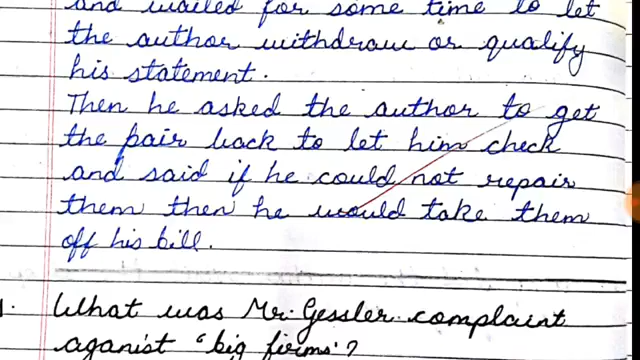 and waited for some time to let
the author withdraw or qualify
his statement.
Then he asked the author to get
the pair back to let him check
and said if he could not repair
them then he would take them
off his bill.
What was Mr. Gessler complaint
aganist "big firms"?